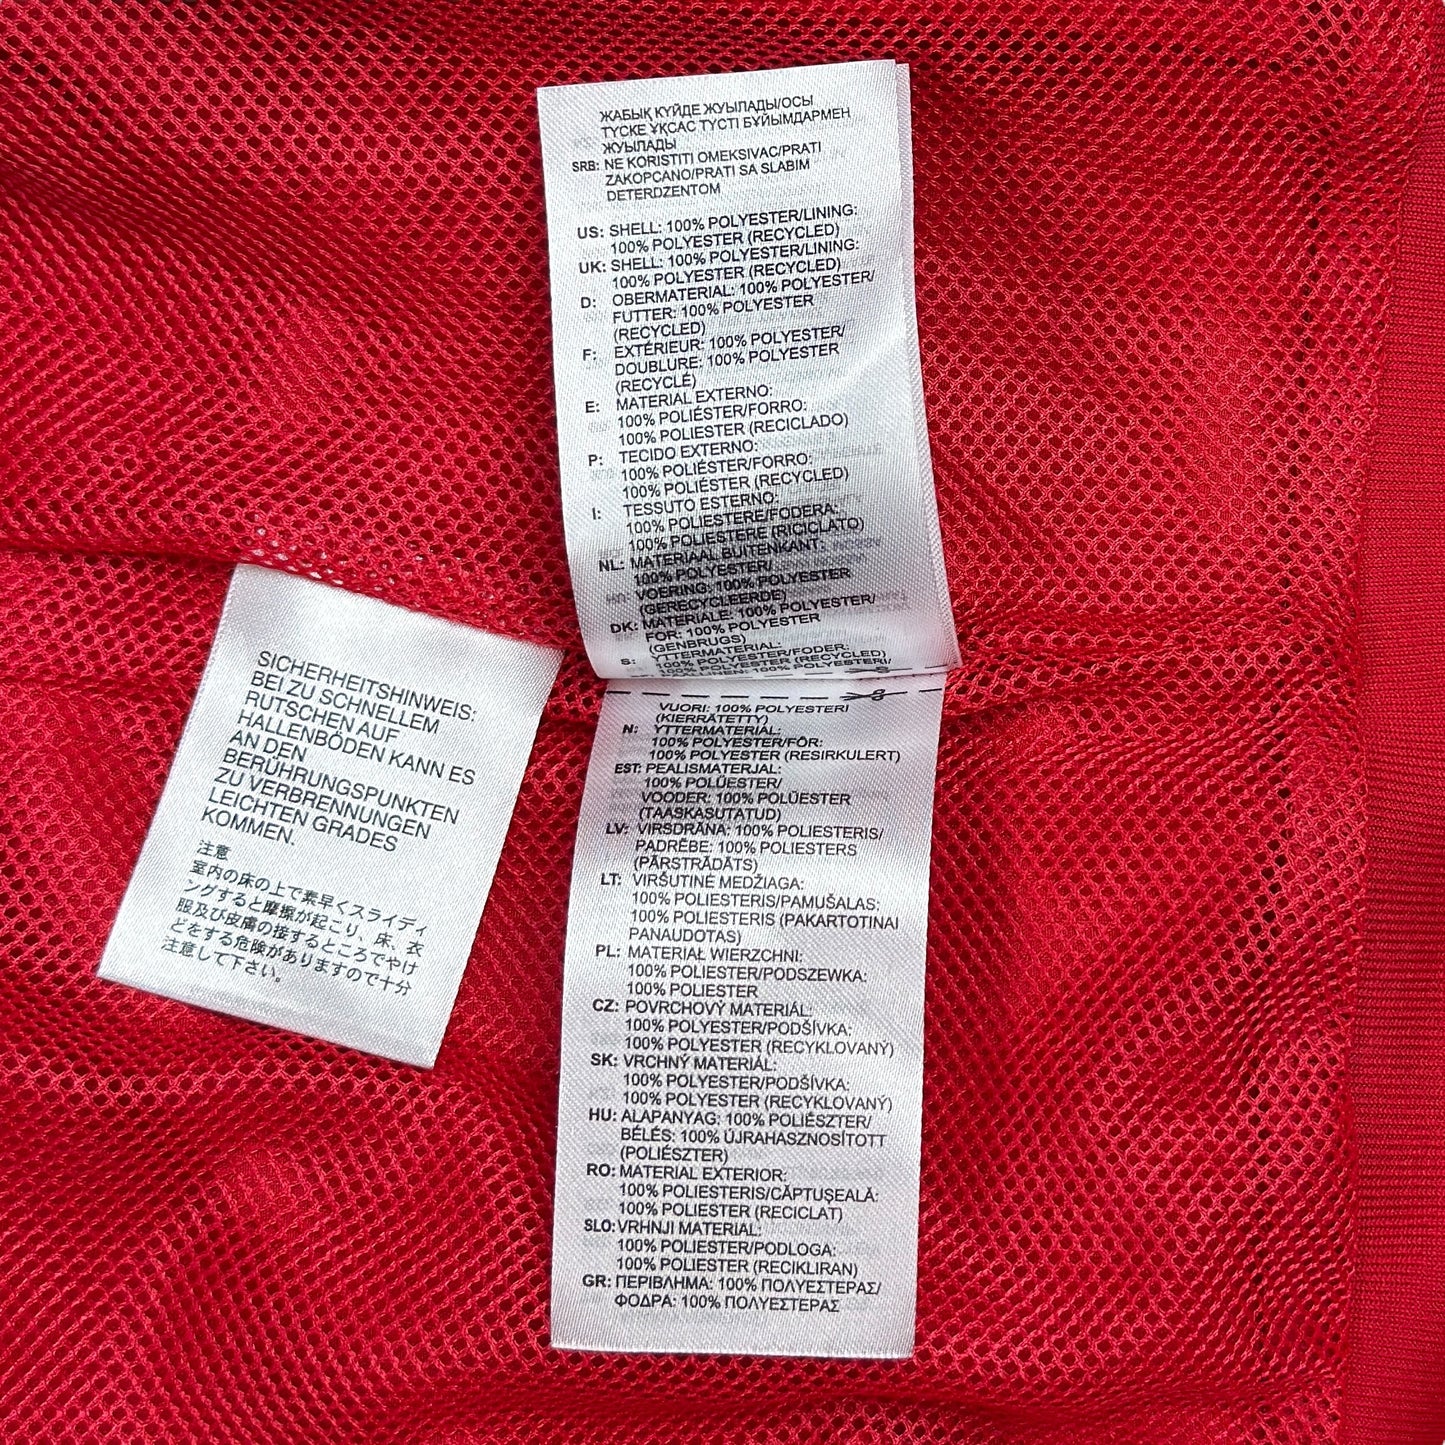 ЖАБЫҚ КҮЙДЕ ЖУЫЛАДЫ/ОСЫ
ТҮСКЕ ҰҚСАС ТҮСТІ БҰЙЫМДАРМЕН
ЖУЫЛАДЫ
SRB: NE KORISTITI OMEKSIVAC/PRATI
ZAKOPCANO/PRATI SA SLABIM
DETERDZENTOM
US: SHELL: 100% POLYESTER/LINING:
100% POLYESTER (RECYCLED)
UK: SHELL: 100% POLYESTER/LINING:
100% POLYESTER (RECYCLED)
D: OBERMATERIAL: 100% POLYESTER/
FUTTER: 100% POLYESTER
(RECYCLED)
F: EXTÉRIEUR: 100% POLYESTER/
DOUBLURE: 100% POLYESTER
(RECYCLÉ)
E: MATERIAL EXTERNO:
100% POLIÉSTER/FORRO:
100% POLIÉSTER (RECICLADO)
P: TECIDO EXTERNO:
100% POLIÉSTER/FORRO:
100% POLIÉSTER (RECYCLED)
I: TESSUTO ESTERNO:
100% POLIESTERE/FODERA:
100% POLIESTERE (RICICLATO)
NL: MATERIAAL BUITENKANT:
100% POLYESTER/
VOERING: 100% POLYESTER
(GERECYCLEERDE)
DK: MATERIALE: 100% POLYESTER/
FOR: 100% POLYESTER
(GENBRUGS)
S: YTTERMATERIAL:
100% POLYESTER/FODER:
100% POLYESTER (RECYCLED)
100% POLYESTERI/
VUORI: 100% POLYESTERI
(KIERRÄTETTY)
N: YTTERMATERIAL:
100% POLYESTER/FÔR:
100% POLYESTER (RESIRKULERT)
EST: PEALISMATERJAL:
100% POLÜESTER/
VOODER: 100% POLÜESTER
(TAASKASUTATUD)
LV: VIRSDRĀNA: 100% POLIESTERIS/
PADRĒBE: 100% POLIESTERS
(PĀRSTRĀDĀTS)
LT: VIRŠUTINĖ MEDŽIAGA:
100% POLIESTERIS/PAMUŠALAS:
100% POLIESTERIS (PAKARTOTINAI
PANAUDOTAS)
PL: MATERIAŁ WIERZCHNI:
100% POLIESTER/PODSZEWKA:
100% POLIESTER
CZ: POVRCHOVÝ MATERIÁL:
100% POLYESTER/PODŠÍVKA:
100% POLYESTER (RECYKLOVANÝ)
SK: VRCHNÝ MATERIÁL:
100% POLYESTER/PODŠÍVKA:
100% POLYESTER (RECYKLOVANÝ)
HU: ALAPANYAG: 100% POLIÉSZTER/
BÉLÉS: 100% ÚJRAHASZNOSÍTOTT
(POLIÉSZTER)
RO: MATERIAL EXTERIOR:
100% POLIESTERIS/CĂPTUȘEALĂ:
100% POLIESTER (RECICLAT)
SLO: VRHNJI MATERIAL:
100% POLIESTER/PODLOGA:
100% POLIESTER (RECIKLIRAN)
GR: ΠΕΡΙΒΛΗΜΑ: 100% ΠΟΛΥΕΣΤΕΡΑΣ/
ΦΟΔΡΑ: 100% ΠΟΛΥΕΣΤΕΡΑΣ
SICHERHEITSHINWEIS:
BEI ZU SCHNELLEM
RUTSCHEN AUF
HALLENBÖDEN KANN ES
AN DEN
BERÜHRUNGSPUNKTEN
ZU VERBRENNUNGEN
LEICHTEN GRADES
KOMMEN.
注意
室内の床の上で素早くスライディ
ングすると摩擦が起こり、床、衣
服及び皮膚の接するところでやけ
どをする危険がありますので十分
注意して下さい。